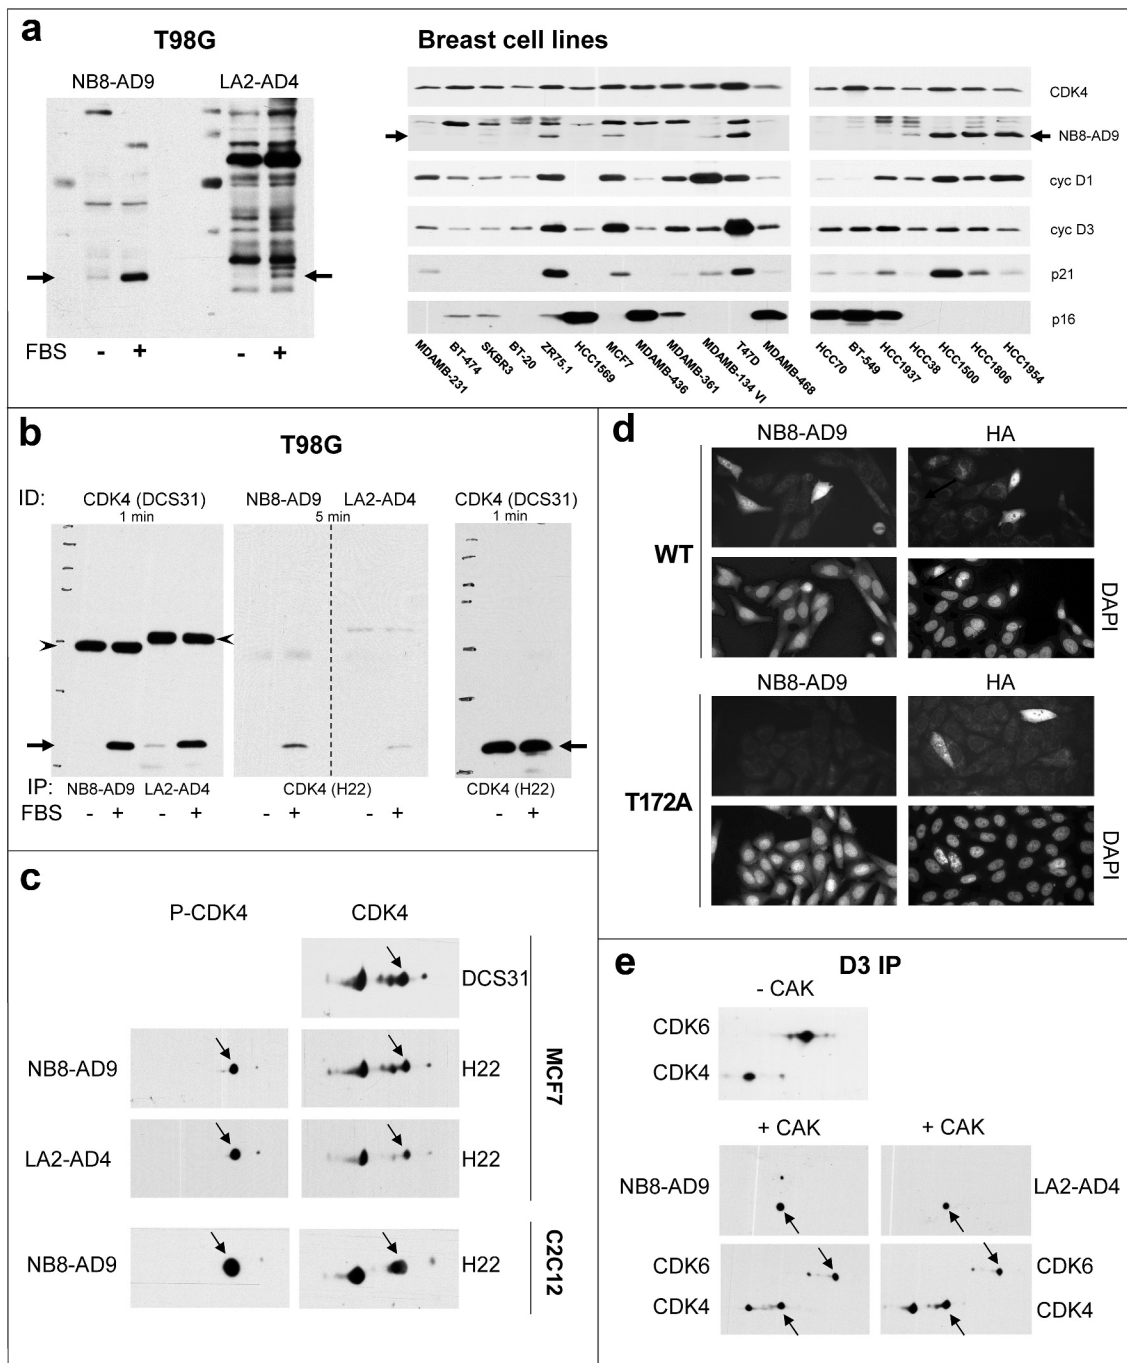 a
T98G
NB8-AD9 LA2-AD4
FBS - + - +
Breast cell lines
CDK4
NB8-AD9
cyc D1
cyc D3
p21
p16
MDAMB-231
BT-474
SKBR3
BT-20
ZR75.1
HCC1569
MCF7
MDAMB-436
MDAMB-361
MDAMB-134 VI
T47D
MDAMB-468
HCC70
BT-549
HCC1937
HCC38
HCC1500
HCC1806
HCC1954
b
T98G
ID: CDK4 (DCS31) NB8-AD9 LA2-AD4 CDK4 (DCS31)
1 min 5 min 1 min
IP: NB8-AD9 LA2-AD4 CDK4 (H22) CDK4 (H22)
FBS - + - + - + - + - +
c
P-CDK4 CDK4
DCS31
NB8-AD9 H22
LA2-AD4 H22
MCF7
NB8-AD9 H22
C2C12
d
NB8-AD9 HA
WT
DAPI
NB8-AD9 HA
T172A
DAPI
e
D3 IP
- CAK
CDK6
CDK4
+ CAK + CAK
NB8-AD9 LA2-AD4
CDK6 CDK6
CDK4 CDK4